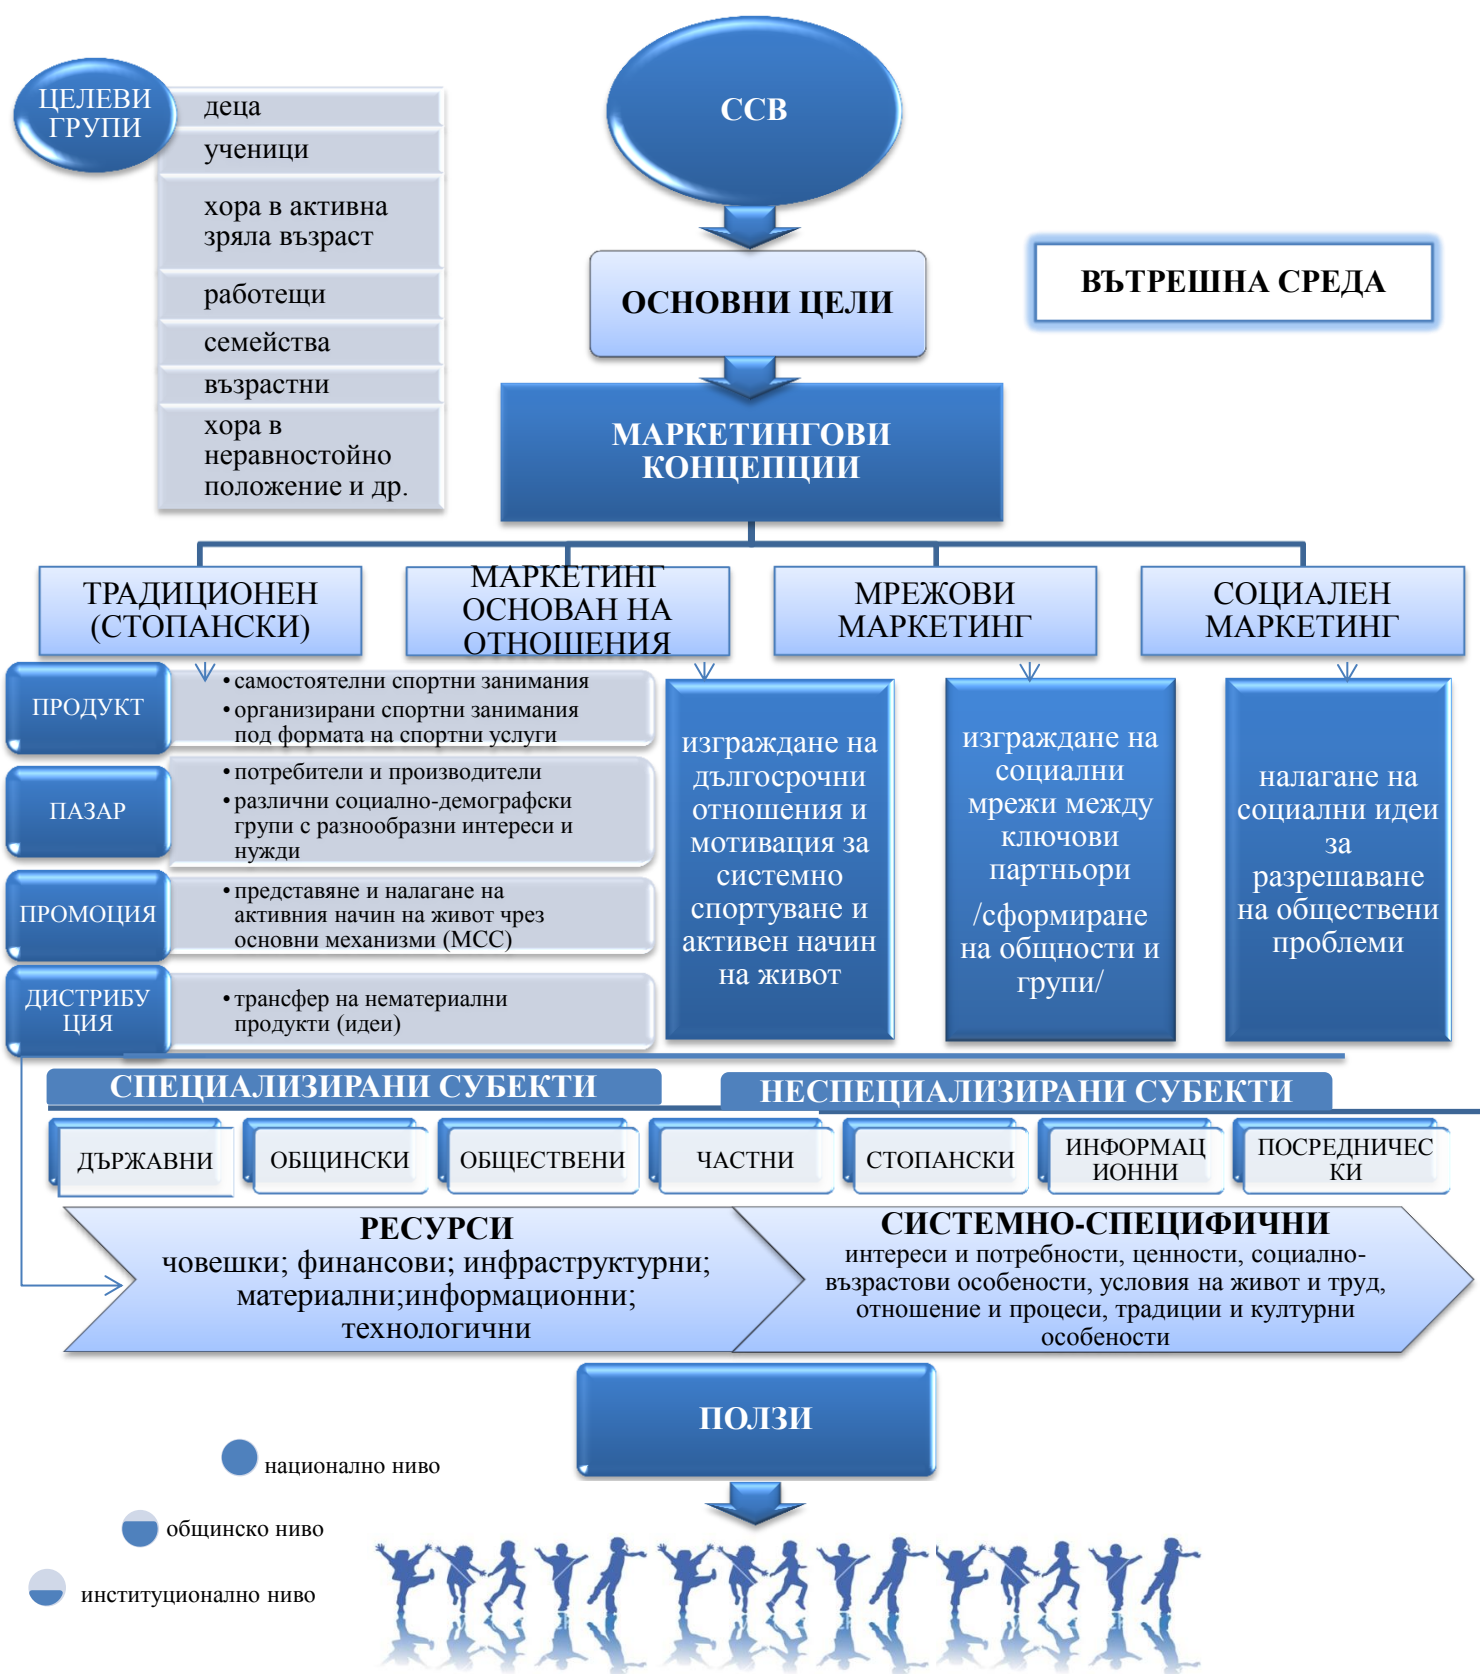 ЦЕЛЕВИ
ГРУПИ
деца
ученици
хора в активна
зряла възраст
работещи
семейства
възрастни
хора в
неравностойно
положение и др.
ССВ
ОСНОВНИ ЦЕЛИ
ВЪТРЕШНА СРЕДА
МАРКЕТИНГОВИ
КОНЦЕПЦИИ
ТРАДИЦИОНЕН
(СТОПАНСКИ)
МАРКЕТИНГ
ОСНОВАН НА
ОТНОШЕНИЯ
МРЕЖОВИ
МАРКЕТИНГ
СОЦИАЛЕН
МАРКЕТИНГ
ПРОДУКТ
• самостоятелни спортни занимания
• организирани спортни занимания
под формата на спортни услуги
ПАЗАР
• потребители и производители
• различни социално-демографски
групи с разнообразни интереси и
нужди
ПРОМОЦИЯ
• представяне и налагане на
активния начин на живот чрез
основни механизми (МСС)
ДИСТРИБУ
ЦИЯ
• трансфер на нематериални
продукти (идеи)
изграждане на
дългосрочни
отношения и
мотивация за
системно
спортуване и
активен начин
на живот
изграждане на
социални
мрежи между
ключови
партньори
/сформиране
на общности и
групи/
налагане на
социални идеи
за
разрешаване
на обществени
проблеми
СПЕЦИАЛИЗИРАНИ СУБЕКТИ
НЕСПЕЦИАЛИЗИРАНИ СУБЕКТИ
ДЪРЖАВНИ
ОБЩИНСКИ
ОБЩЕСТВЕНИ
ЧАСТНИ
СТОПАНСКИ
ИНФОРМАЦ
ИОННИ
ПОСРЕДНИЧЕС
КИ
РЕСУРСИ
човешки; финансови; инфраструктурни;
материални;информационни;
технологични
СИСТЕМНО-СПЕЦИФИЧНИ
интереси и потребности, ценности, социално-
възрастови особености, условия на живот и труд,
отношение и процеси, традиции и културни
особености
ПОЛЗИ
национално ниво
общинско ниво
институционално ниво